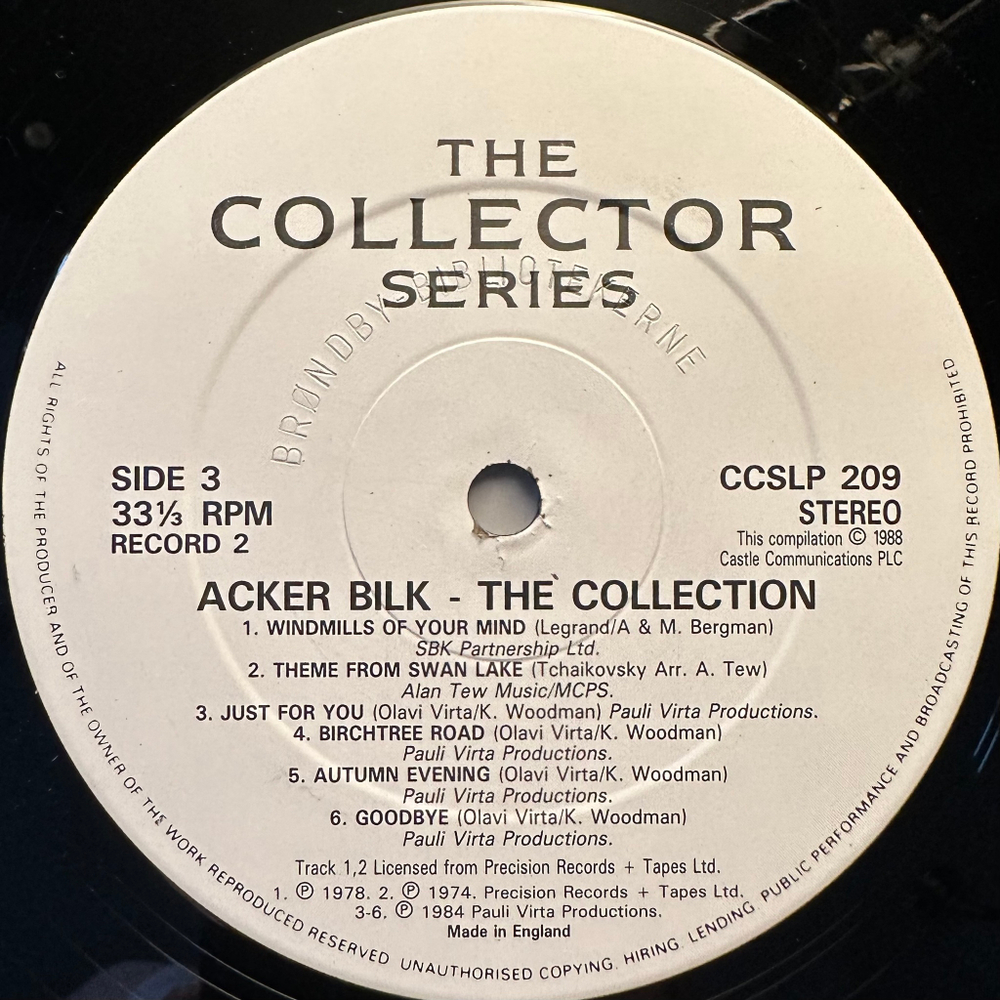 THE
COLLECTOR
SERIES
BRØNDBY-BIBLIOTEKERNE
SIDE 3
33⅓ RPM
RECORD 2
CCSLP 209
STEREO
This compilation © 1988
Castle Communications PLC
ACKER BILK - THE COLLECTION
1. WINDMILLS OF YOUR MIND (Legrand/A & M. Bergman)
SBK Partnership Ltd.
2. THEME FROM SWAN LAKE (Tchaikovsky Arr. A. Tew)
Alan Tew Music/MCPS.
3. JUST FOR YOU (Olavi Virta/K. Woodman) Pauli Virta Productions.
4. BIRCHTREE ROAD (Olavi Virta/K. Woodman)
Pauli Virta Productions.
5. AUTUMN EVENING (Olavi Virta/K. Woodman)
Pauli Virta Productions.
6. GOODBYE (Olavi Virta/K. Woodman)
Pauli Virta Productions.
Track 1,2 Licensed from Precision Records + Tapes Ltd.
1. ℗ 1978. 2. ℗ 1974. Precision Records + Tapes Ltd.
3-6. ℗ 1984 Pauli Virta Productions.
Made in England
ALL RIGHTS OF THE PRODUCER AND OF THE OWNER OF THE WORK REPRODUCED RESERVED UNAUTHORISED COPYING, HIRING, LENDING, PUBLIC PERFORMANCE AND BROADCASTING OF THIS RECORD PROHIBITED